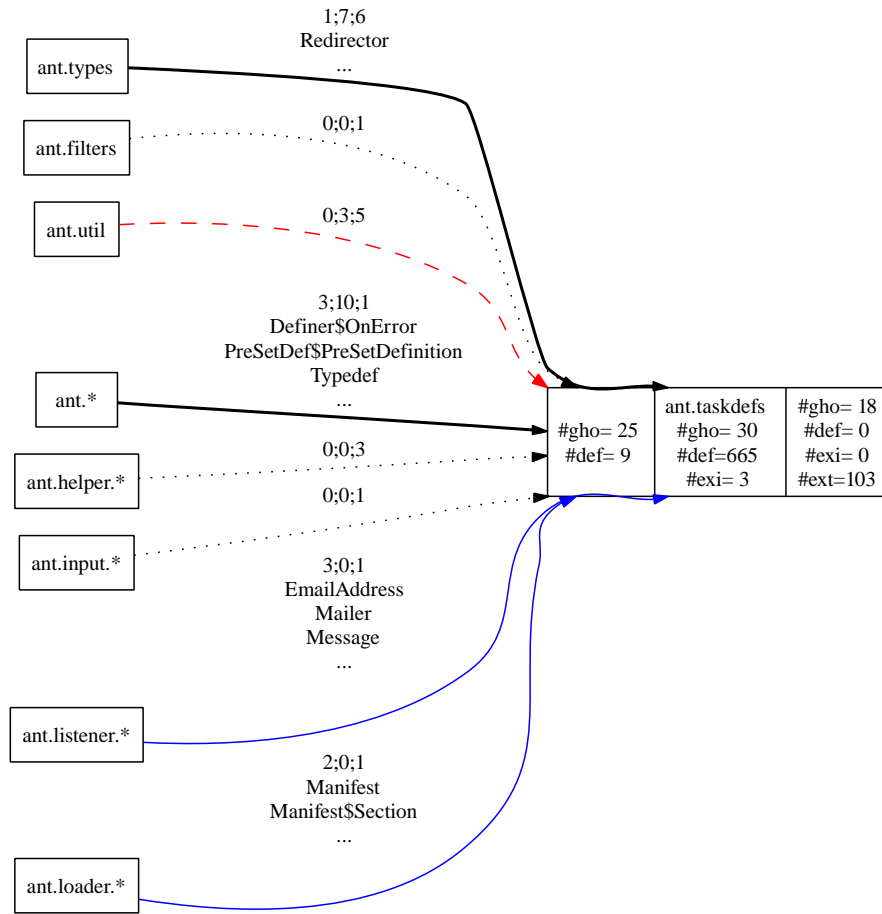 1;7;6
Redirector
...
ant.types
0;0;1
ant.filters
0;3;5
ant.util
3;10;1
Definer$OnError
PreSetDef$PreSetDefinition
Typedef
...
ant.*
0;0;3
ant.helper.*
0;0;1
ant.input.*
3;0;1
EmailAddress
Mailer
Message
...
ant.listener.*
2;0;1
Manifest
Manifest$Section
...
ant.loader.*
#gho= 25
#def= 9
ant.taskdefs
#gho= 30
#def=665
#exi= 3
#gho= 18
#def= 0
#exi= 0
#ext=103